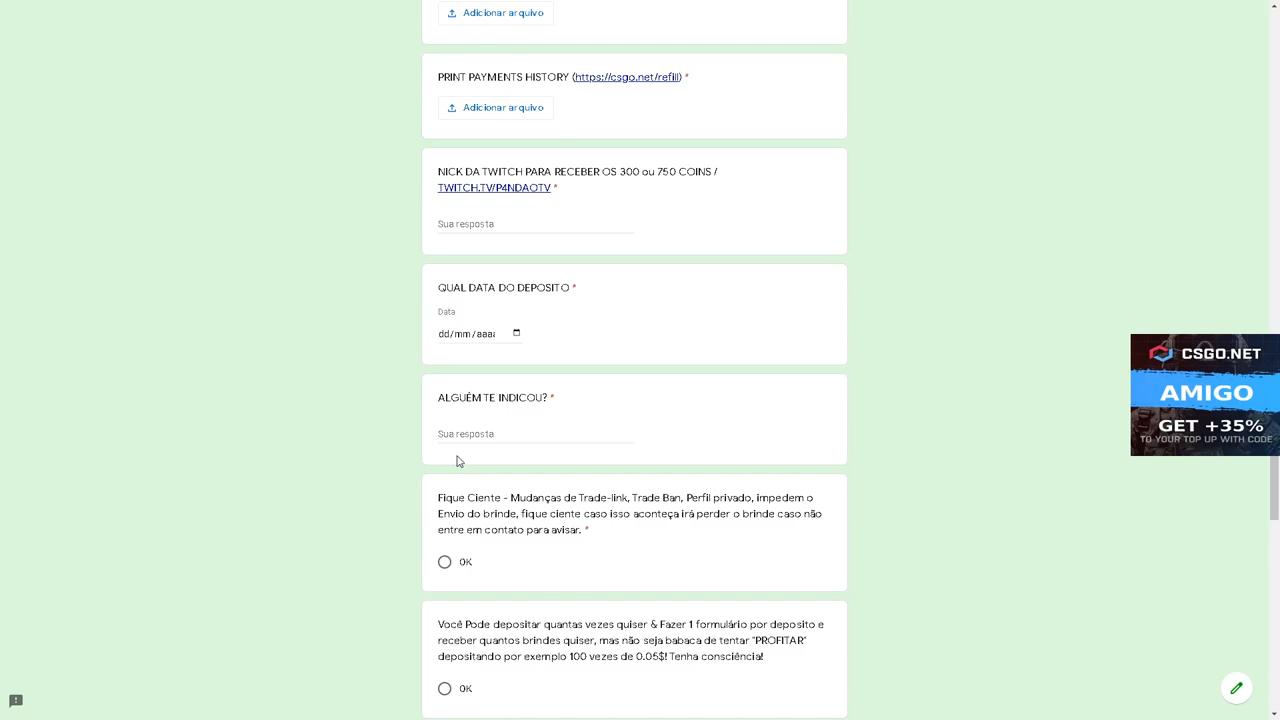 Adicionar arquivo
PRINT PAYMENTS HISTORY (https://csgo.net/refill) *
Adicionar arquivo
NICK DA TWITCH PARA RECEBER OS 300 ou 750 COINS /
TWITCH.TV/P4NDAOTV *
Sua resposta
QUAL DATA DO DEPOSITO *
Data
dd/mm/aaaa
ALGUÉM TE INDICOU? *
Sua resposta
Fique Ciente - Mudanças de Trade-link, Trade Ban, Perfil privado, impedem o
Envio do brinde, fique ciente caso isso aconteça irá perder o brinde caso não
entre em contato para avisar. *
OK
Você Pode depositar quantas vezes quiser & Fazer 1 formulário por deposito e
receber quantos brindes quiser, mas não seja babaca de tentar "PROFITAR"
depositando por exemplo 100 vezes de 0.05$! Tenha consciência!
OK
CSGO.NET
AMIGO
GET +35%
TO YOUR TOP UP WITH CODE